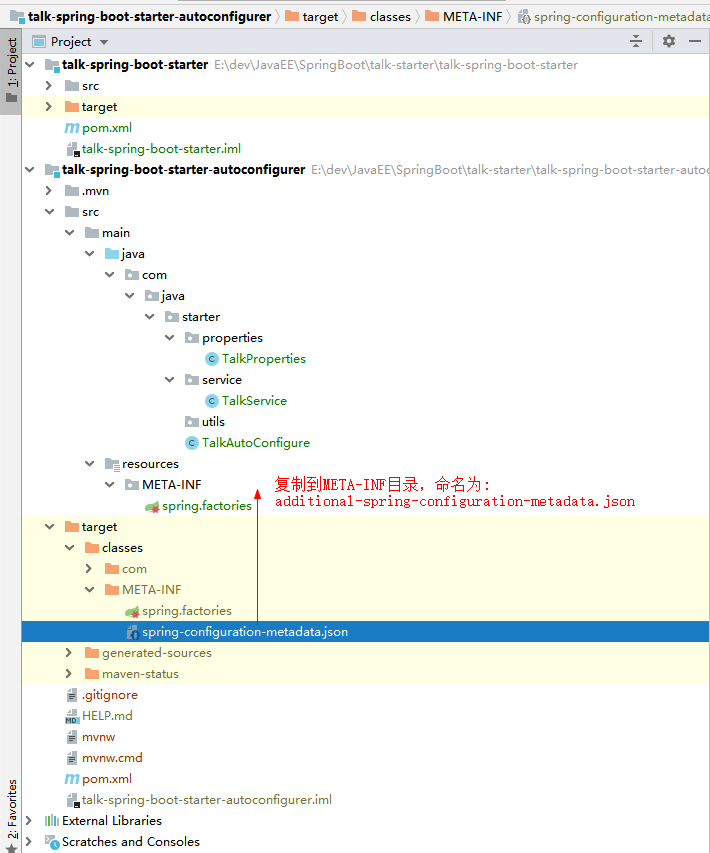 talk-spring-boot-starter-autoconfigurer target classes META-INF spring-configuration-metadata
1: Project
Project
talk-spring-boot-starter E:\dev\JavaEE\SpringBoot\talk-starter\talk-spring-boot-starter
src
target
pom.xml
talk-spring-boot-starter.iml
talk-spring-boot-starter-autoconfigurer E:\dev\JavaEE\SpringBoot\talk-starter\talk-spring-boot-starter-autoc
.mvn
src
main
java
com
java
starter
properties
TalkProperties
service
TalkService
utils
TalkAutoConfigure
resources
META-INF
spring.factories
复制到META-INF目录，命名为:
additional-spring-configuration-metadata.json
target
classes
com
META-INF
spring.factories
spring-configuration-metadata.json
generated-sources
maven-status
.gitignore
HELP.md
mvnw
mvnw.cmd
pom.xml
talk-spring-boot-starter-autoconfigurer.iml
External Libraries
Scratches and Consoles
2: Favorites